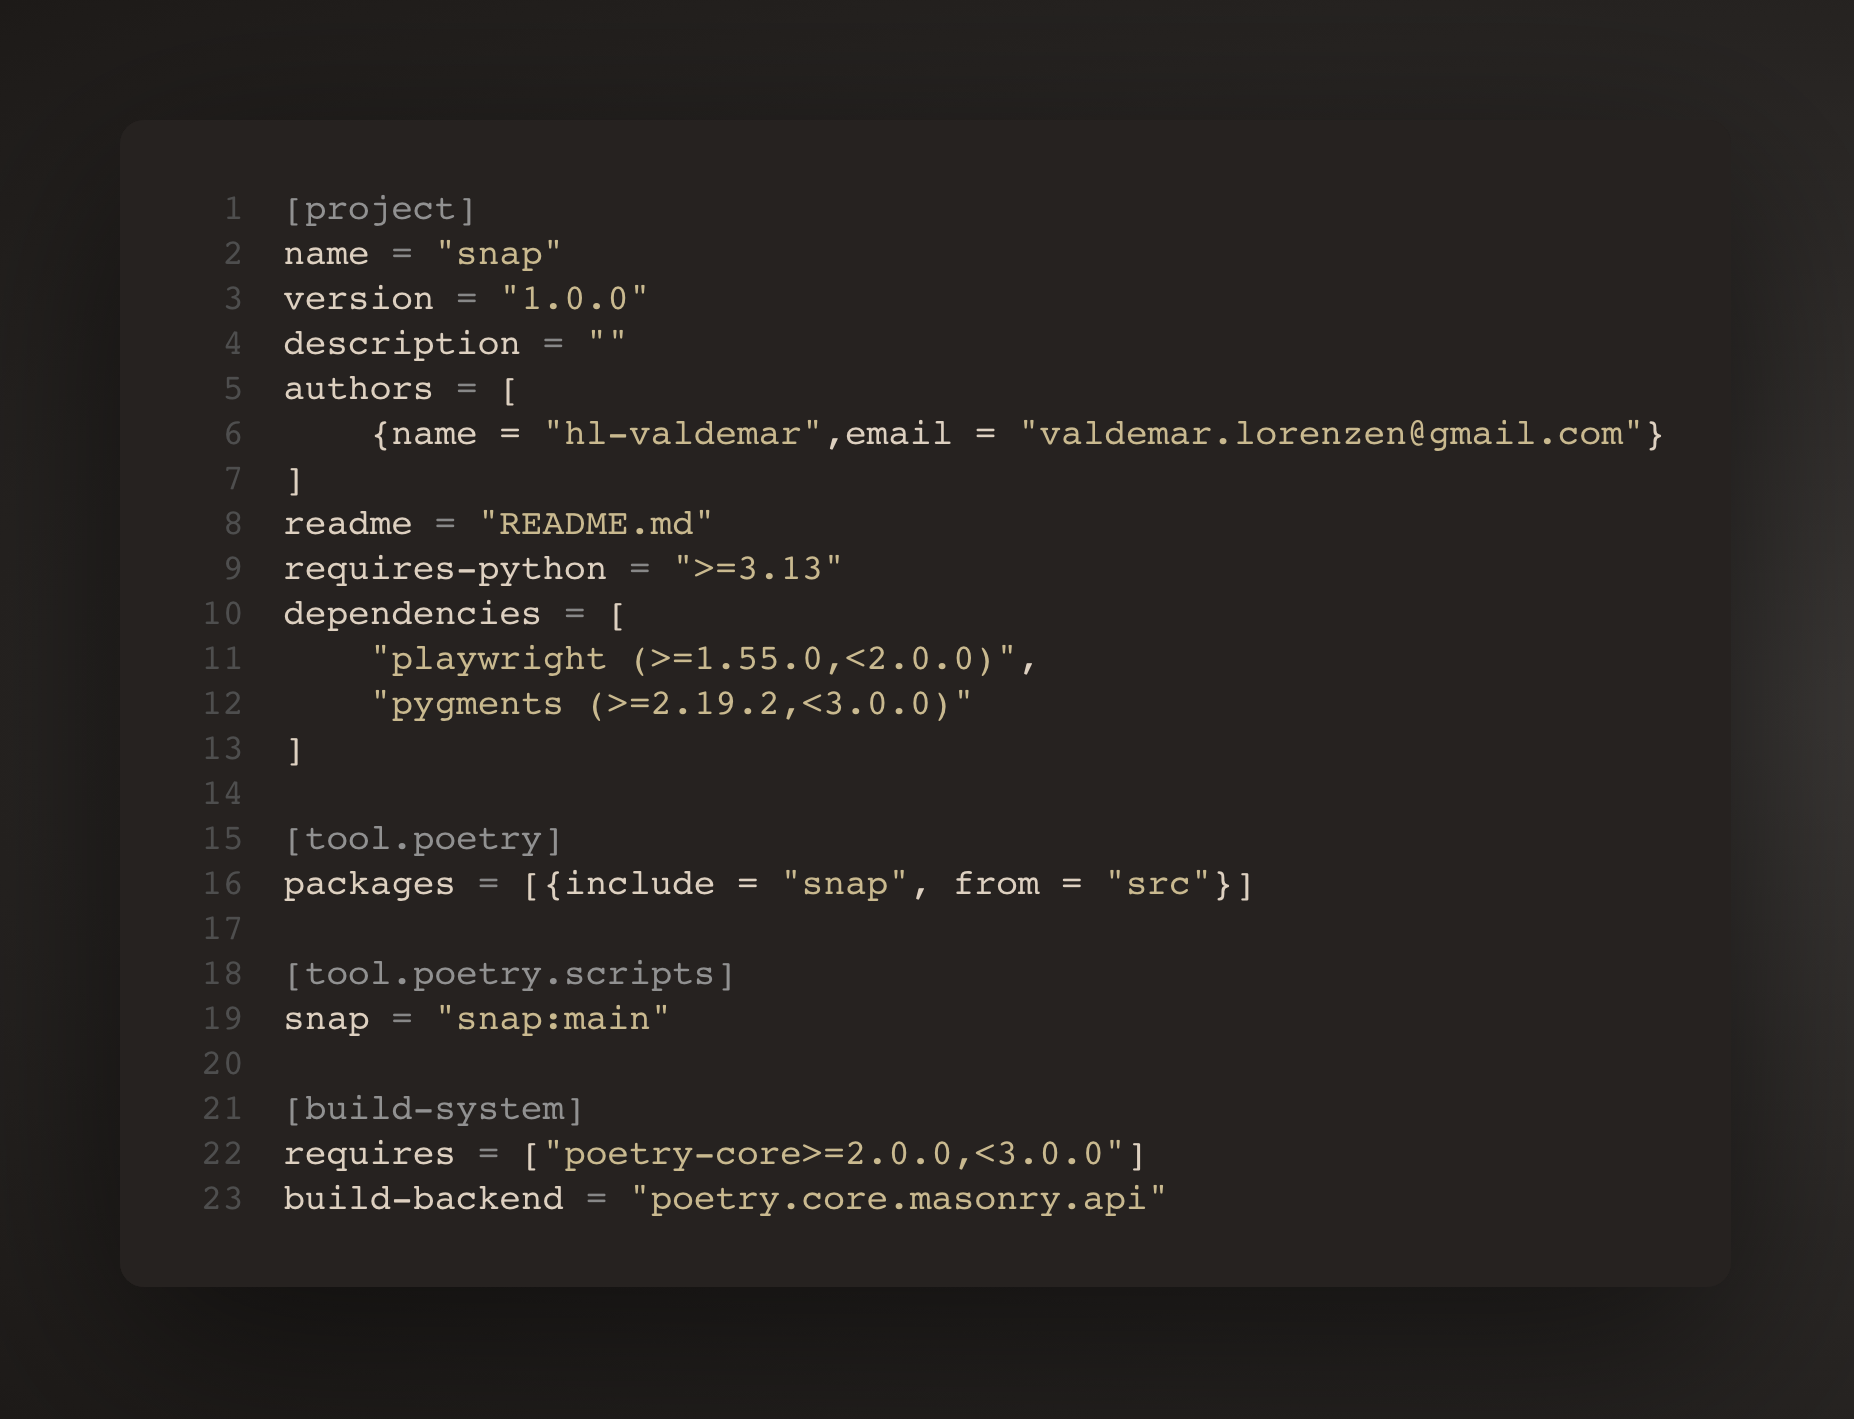 1 [project]
2 name = "snap"
3 version = "1.0.0"
4 description = ""
5 authors = [
6     {name = "hl-valdemar",email = "valdemar.lorenzen@gmail.com"}
7 ]
8 readme = "README.md"
9 requires-python = ">=3.13"
10 dependencies = [
11     "playwright (>=1.55.0,<2.0.0)",
12     "pygments (>=2.19.2,<3.0.0)"
13 ]
14
15 [tool.poetry]
16 packages = [{include = "snap", from = "src"}]
17
18 [tool.poetry.scripts]
19 snap = "snap:main"
20
21 [build-system]
22 requires = ["poetry-core>=2.0.0,<3.0.0"]
23 build-backend = "poetry.core.masonry.api"